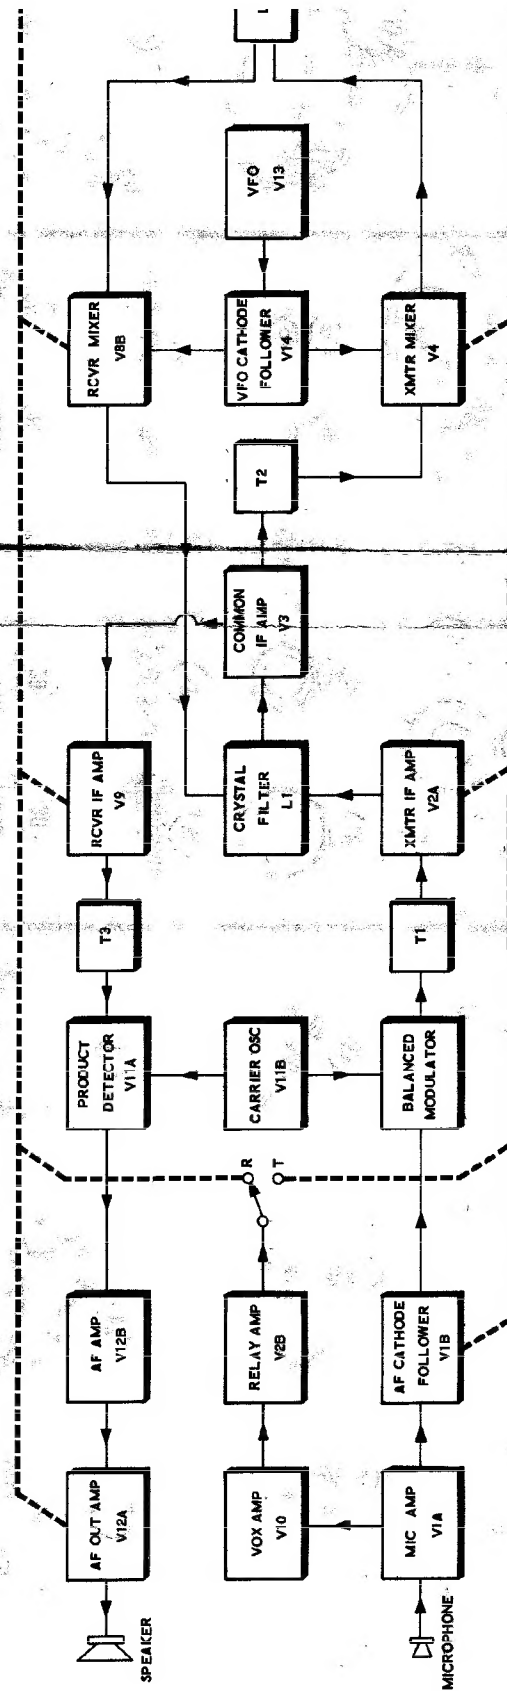 L
VFO
V13
RCVR MIXER
V8B
VFO CATHODE
FOLLOWER
V14
XMTR MIXER
V4
T2
COMMON
IF AMP
V3
RCVR IF AMP
V9
CRYSTAL
FILTER
L1
XMTR IF AMP
V2A
T3
T1
PRODUCT
DETECTOR
V11A
CARRIER OSC
V11B
BALANCED
MODULATOR
R
T
AF AMP
V12B
RELAY AMP
V2B
AF CATHODE
FOLLOWER
V1B
AF OUT AMP
V12A
VOX AMP
V10
MIC AMP
V1A
SPEAKER
MICROPHONE